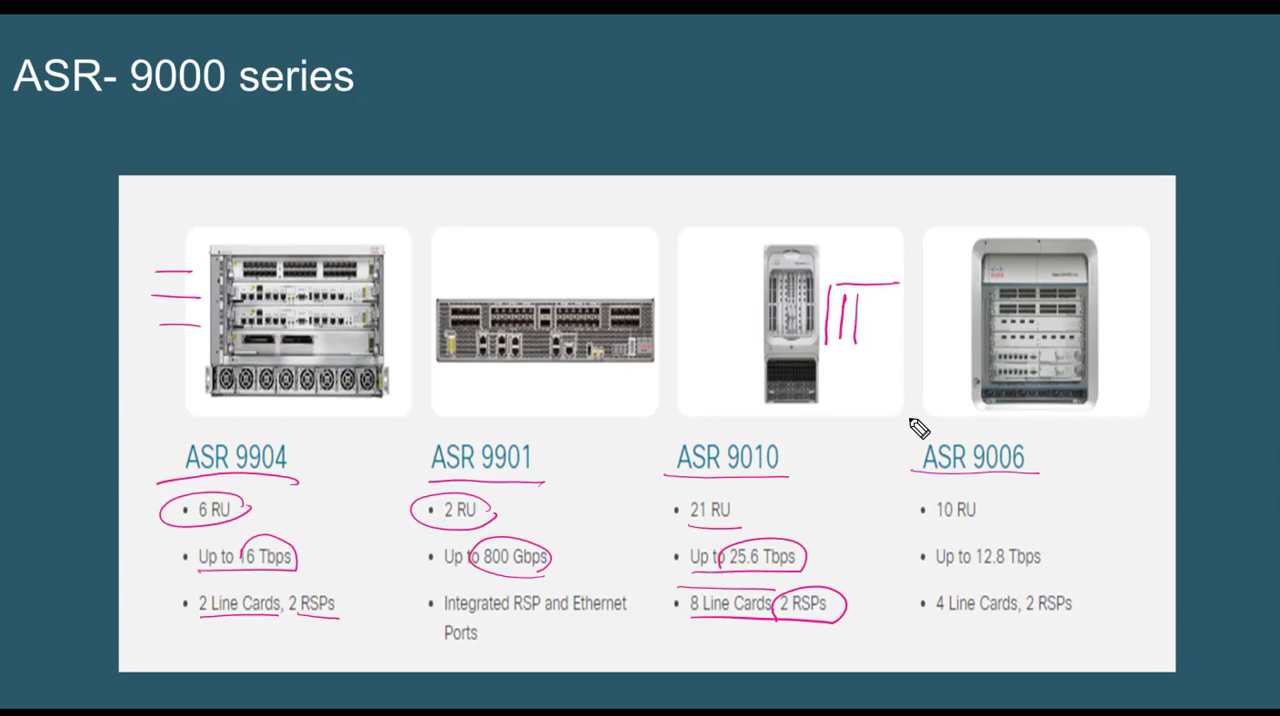 ASR- 9000 series
ASR 9904
• 6 RU
• Up to 16 Tbps
• 2 Line Cards, 2 RSPs
ASR 9901
• 2 RU
• Up to 800 Gbps
• Integrated RSP and Ethernet
Ports
ASR 9010
• 21 RU
• Up to 25.6 Tbps
• 8 Line Cards, 2 RSPs
ASR 9006
• 10 RU
• Up to 12.8 Tbps
• 4 Line Cards, 2 RSPs